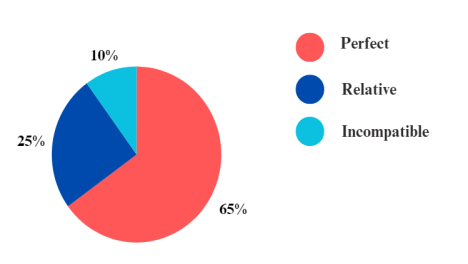 10%
25%
65%
Perfect
Relative
Incompatible